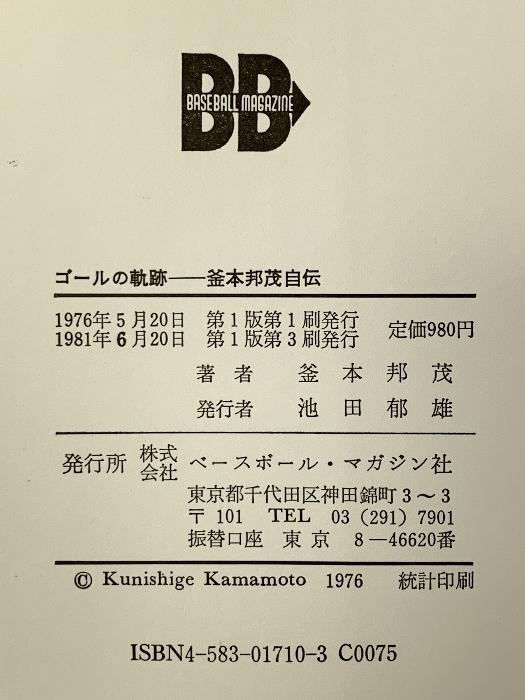 BB
BASEBALL MAGAZINE
ゴールの軌跡——釜本邦茂自伝
1976年5月20日 第1版第1刷発行
1981年6月20日 第1版第3刷発行 定価980円
著者 釜本邦茂
発行者 池田郁雄
発行所 株式会社 ベースボール・マガジン社
東京都千代田区神田錦町3〜3
〒101 TEL 03(291)7901
振替口座 東京 8—46620番
© Kunishige Kamamoto 1976 統計印刷
ISBN4-583-01710-3 C0075